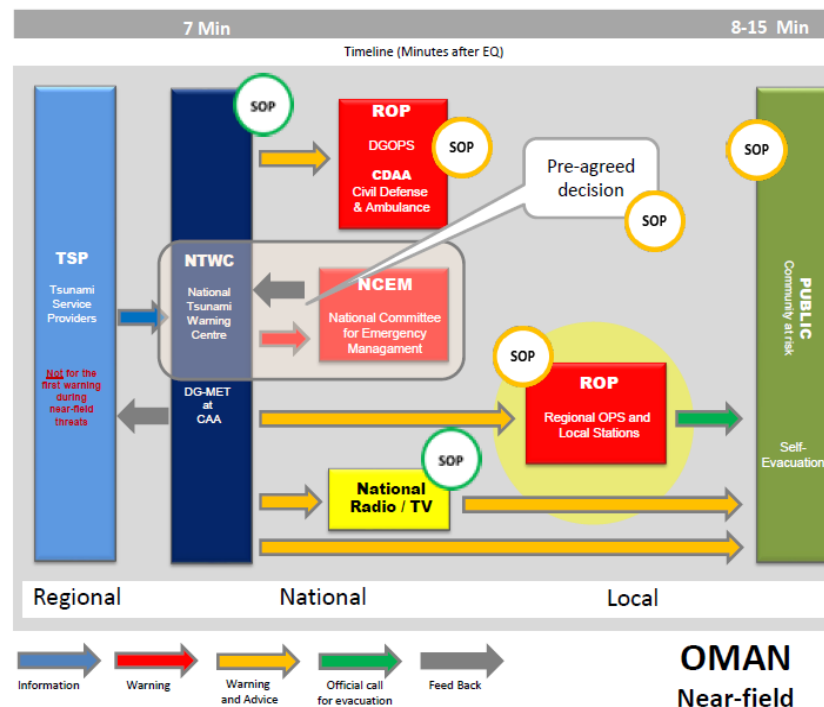 7 Min
8-15 Min
Timeline (Minutes after EQ)
TSP
Tsunami
Service
Providers
Not for the
first warning
during
near-field
threats
SOP
NTWC
National
Tsunami
Warning
Centre
DG-MET
at
CAA
ROP
DGOPS
CDAA
Civil Defense
& Ambulance
SOP
Pre-agreed
decision
SOP
NCEM
National Committee
for Emergency
Managament
SOP
ROP
Regional OPS and
Local Stations
SOP
National
Radio / TV
SOP
PUBLIC
Community at risk
Self-
Evacuation
Regional
National
Local
Information
Warning
Warning
and Advice
Official call
for evacuation
Feed Back
OMAN
Near-field